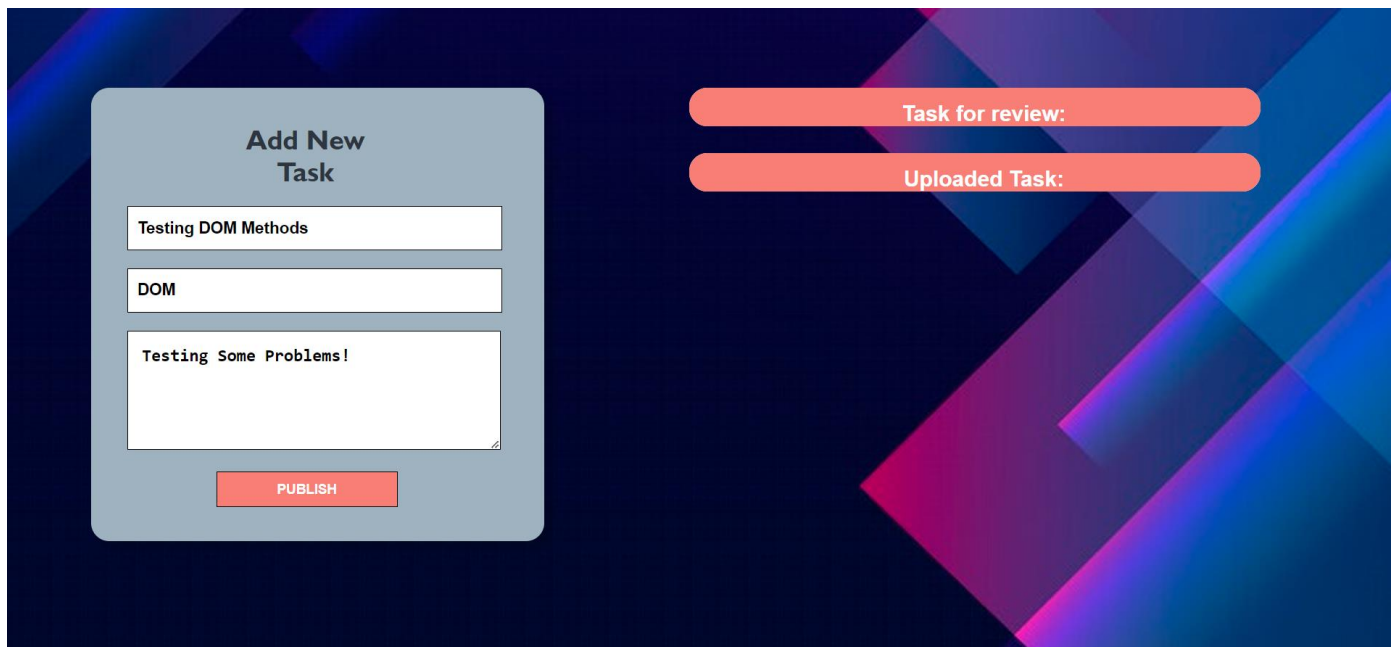 Add New
Task
Testing DOM Methods
DOM
Testing Some Problems!
PUBLISH
Task for review:
Uploaded Task: